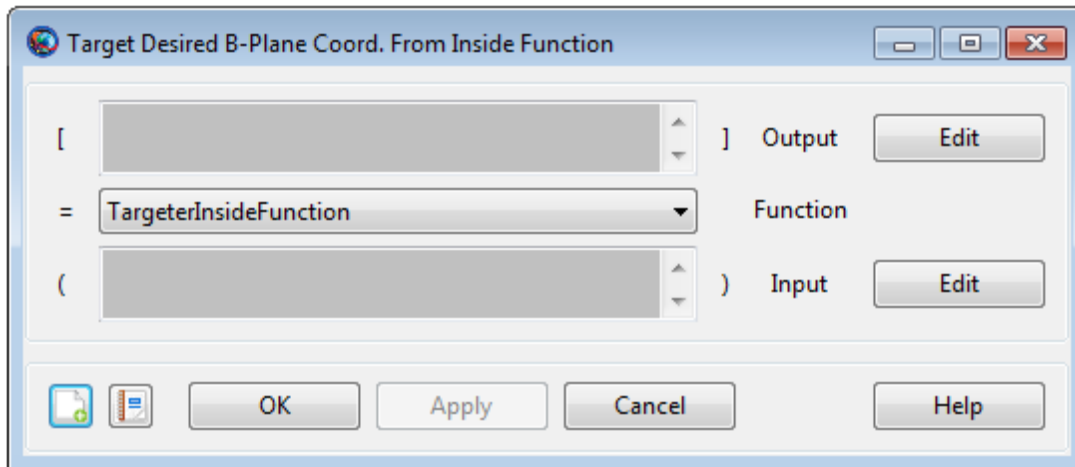 Target Desired B-Plane Coord. From Inside Function
[ ] Output Edit
= TargeterInsideFunction Function
( ) Input Edit
OK Apply Cancel Help